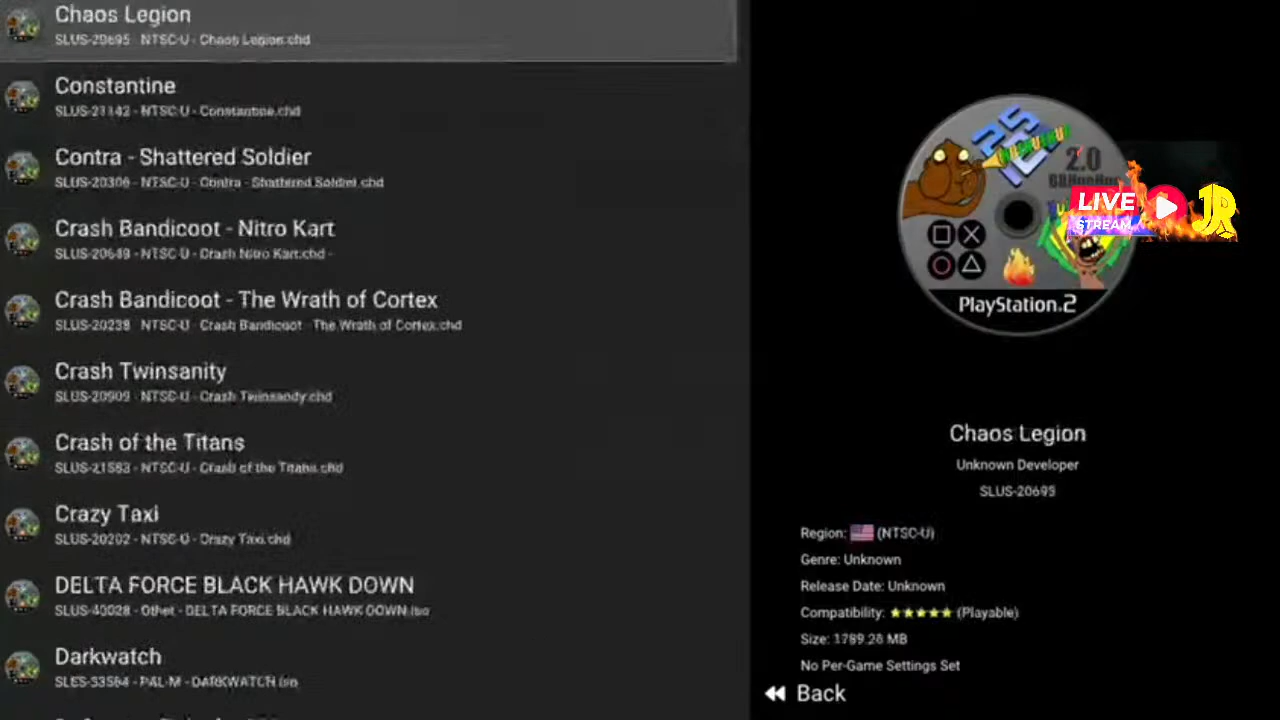 Chaos Legion
SLUS-20695 - NTSC-U - Chaos Legion.chd
Constantine
SLUS-21142 - NTSC-U - Constantine.chd
Contra - Shattered Soldier
SLUS-20306 - NTSC-U - Contra - Shattered Soldier.chd
Crash Bandicoot - Nitro Kart
SLUS-20649 - NTSC-U - Crash Nitro Kart.chd -
Crash Bandicoot - The Wrath of Cortex
SLUS-20238 - NTSC-U - Crash Bandicoot - The Wrath of Cortex.chd
Crash Twinsanity
SLUS-20909 - NTSC-U - Crash Twinsanity.chd
Crash of the Titans
SLUS-21583 - NTSC-U - Crash of the Titans.chd
Crazy Taxi
SLUS-20202 - NTSC-U - Crazy Taxi.chd
DELTA FORCE BLACK HAWK DOWN
SLUS-43028 - Other - DELTA FORCE BLACK HAWK DOWN.iso
Darkwatch
SLES-53564 - PAL-M - DARKWATCH.iso
2.0
LIVE
STREAM
JR
PlayStation.2
Chaos Legion
Unknown Developer
SLUS-20695
Region: (NTSC-U)
Genre: Unknown
Release Date: Unknown
Compatibility: ★★★★★ (Playable)
Size: 1789.28 MB
No Per-Game Settings Set
Back